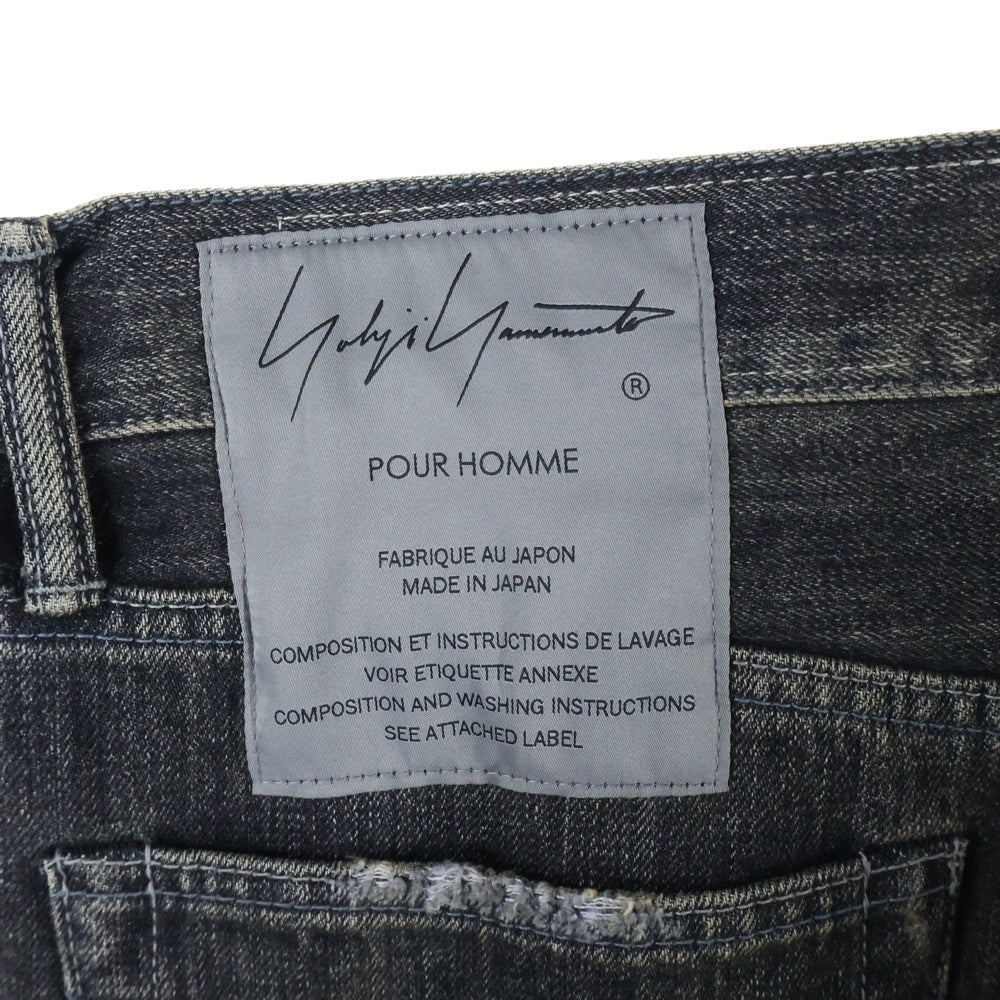 Yohji Yamamoto
®
POUR HOMME
FABRIQUE AU JAPON
MADE IN JAPAN
COMPOSITION ET INSTRUCTIONS DE LAVAGE
VOIR ETIQUETTE ANNEXE
COMPOSITION AND WASHING INSTRUCTIONS
SEE ATTACHED LABEL